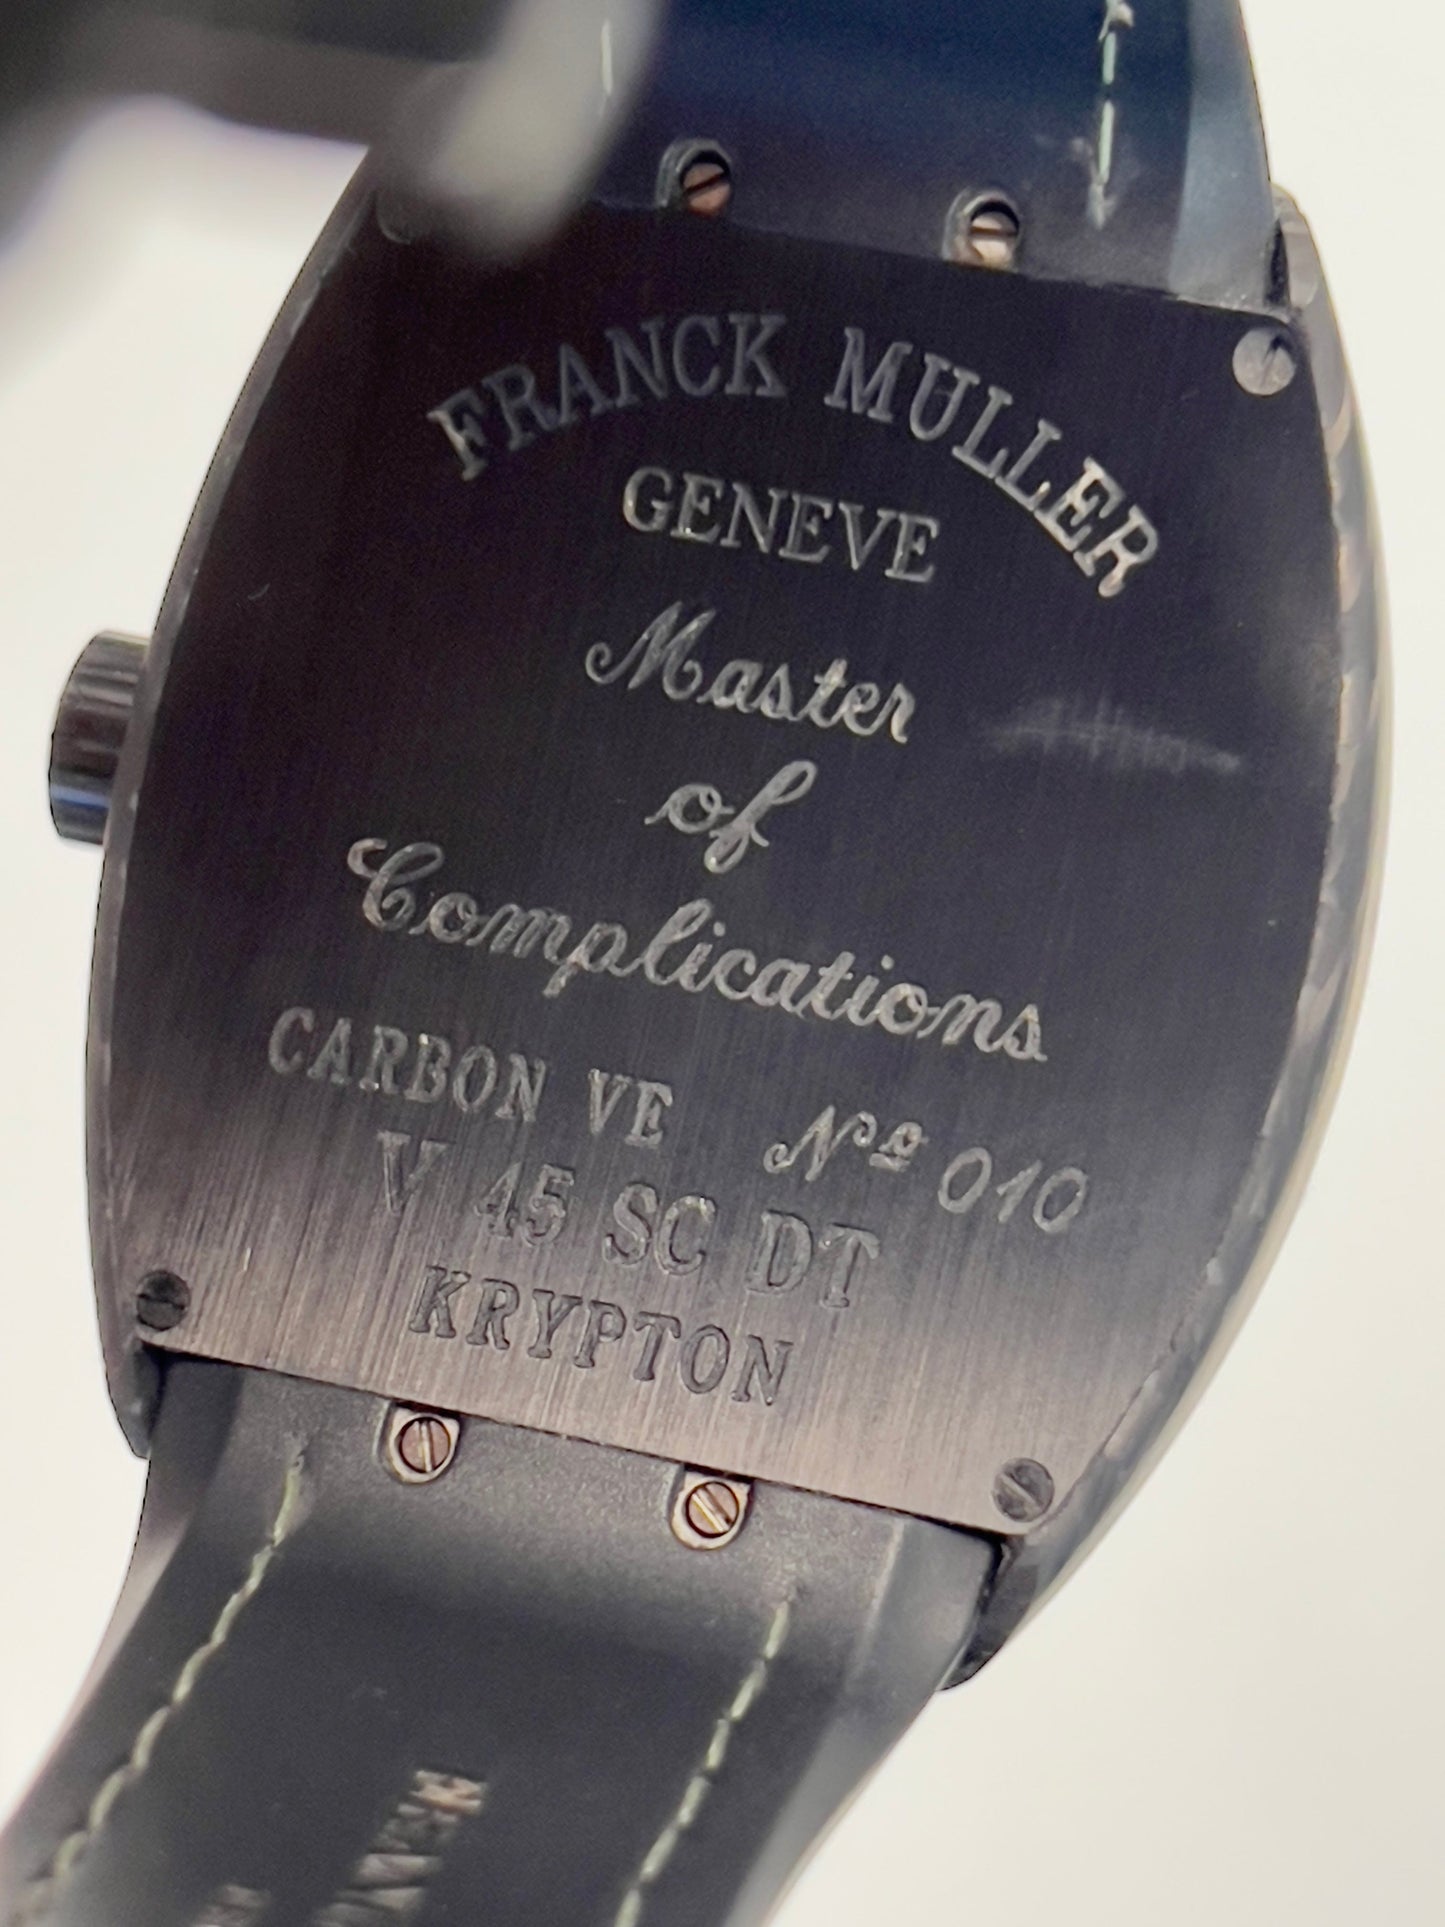 FRANCK MULLER
GENEVE
Master
of
Complications
CARBON VE Nº 010
V 45 SC DT
KRYPTON